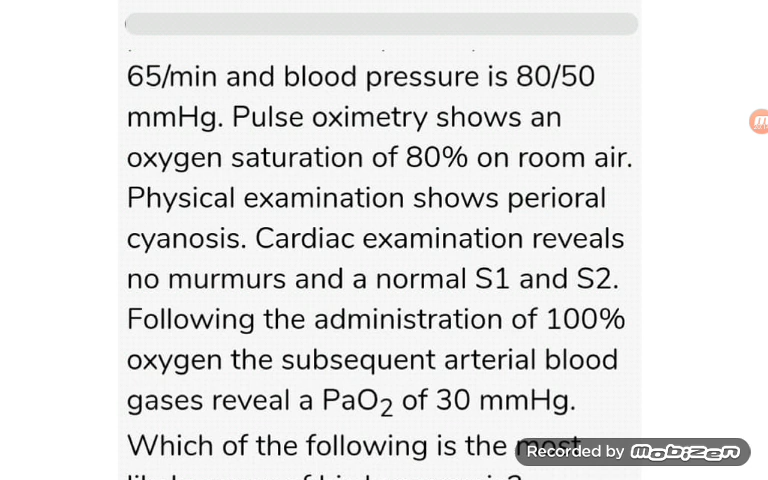 65/min and blood pressure is 80/50
mmHg. Pulse oximetry shows an
oxygen saturation of 80% on room air.
Physical examination shows perioral
cyanosis. Cardiac examination reveals
no murmurs and a normal S1 and S2.
Following the administration of 100%
oxygen the subsequent arterial blood
gases reveal a PaO2 of 30 mmHg.
Which of the following is the most
Recorded by mobizen